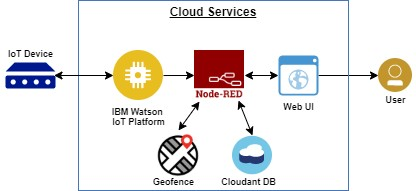 Cloud Services
IoT Device
IBM Watson
IoT Platform
Node-RED
Web UI
User
Geofence
Cloudant DB